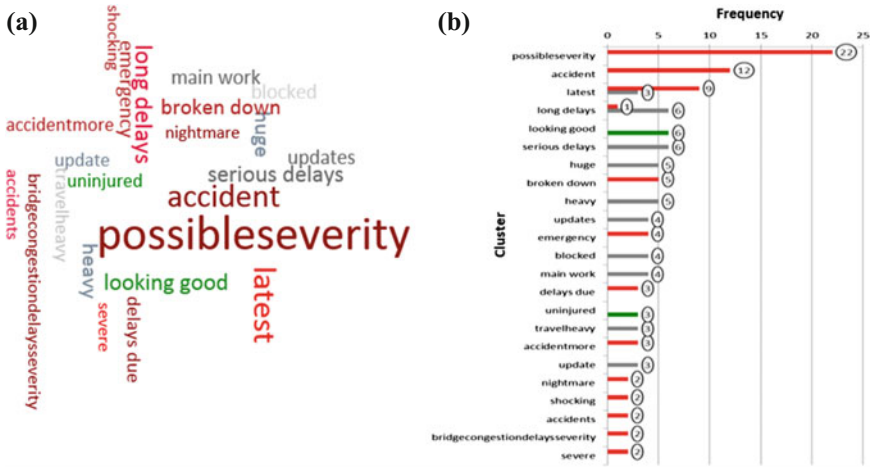 (a)
shocking
emergency
long delays
main work
blocked
broken down
accidentmore
nightmare
huge
update
updates
travelheavy
uninjured
serious delays
accidents
bridgecongestiondelaysseverity
accident
possibleseverity
heavy
looking good
latest
severe
delays due
(b)
Frequency
0 5 10 15 20 25
Cluster
possibleseverity 22
accident 12
latest 9 3
long delays 1 6
looking good 6
serious delays 6
huge 5
broken down 5
heavy 5
updates 4
emergency 4
blocked 4
main work 4
delays due 3
uninjured 3
travelheavy 3
accidentmore 3
update 3
nightmare 2
shocking 2
accidents 2
bridgecongestiondelaysseverity 2
severe 2